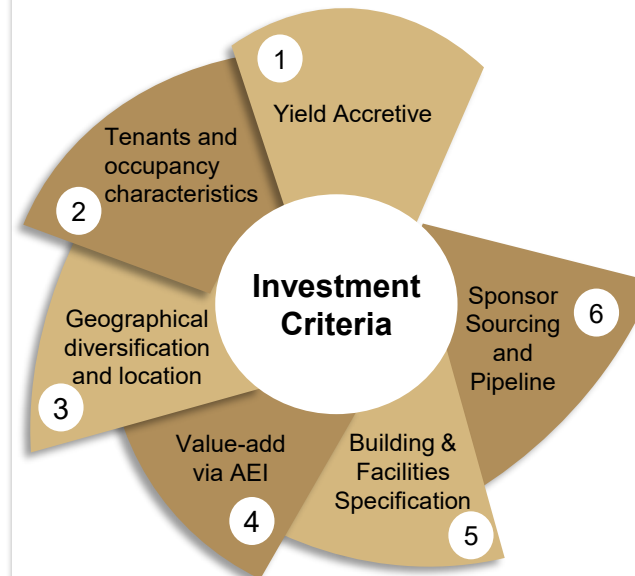 1
Yield Accretive
Tenants and
occupancy
characteristics
2
Geographical
diversification
and location
3
Value-add
via AEI
4
Building &
Facilities
Specification
5
Sponsor
Sourcing
and
Pipeline
6
Investment
Criteria